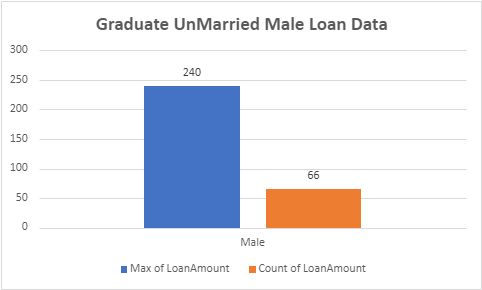 Graduate UnMarried Male Loan Data
300
250
200
150
100
50
0
240
66
Male
Max of LoanAmount
Count of LoanAmount